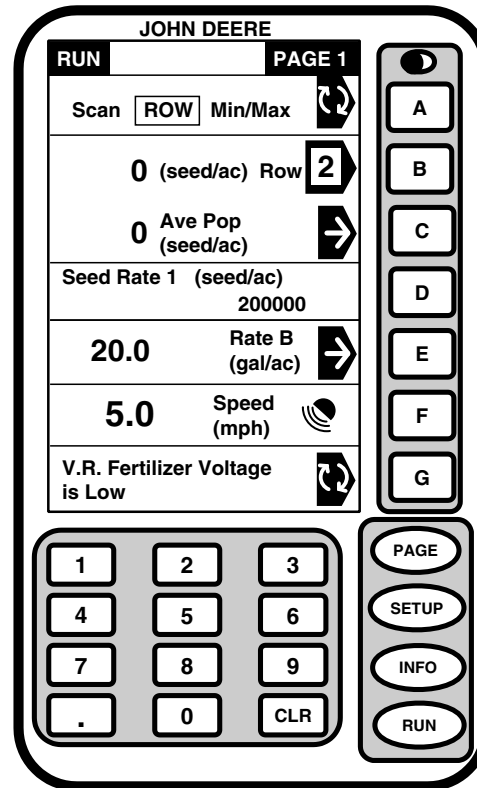 JOHN DEERE
RUN PAGE 1
Scan ROW Min/Max
0 (seed/ac) Row 2
0 Ave Pop
(seed/ac)
Seed Rate 1 (seed/ac)
200000
20.0 Rate B
(gal/ac)
5.0 Speed
(mph)
V.R. Fertilizer Voltage
is Low
A
B
C
D
E
F
G
1 2 3
4 5 6
7 8 9
. 0 CLR
PAGE
SETUP
INFO
RUN